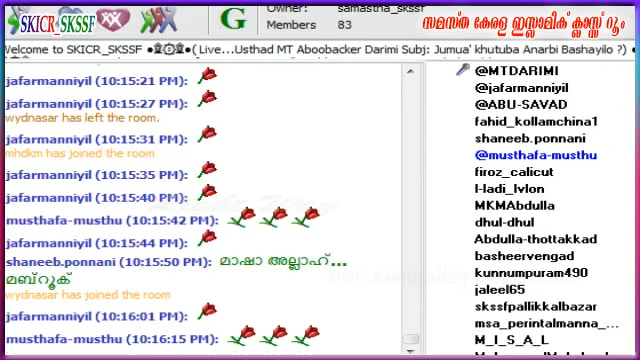 SKICR_SKSSF
G
Owner: samastha_skssf
Members 83
സമസ്ത കേരള ഇസ്ലാമിക് ക്ലാസ്സ് റൂം
Welcome to SKICR_SKSSF ( Live...Usthad MT Aboobacker Darimi Subj: Jumua' khutuba Anarbi Bashayilo ?)
jafarmanniyil (10:15:21 PM):
jafarmanniyil (10:15:27 PM):
wydnasar has left the room.
jafarmanniyil (10:15:31 PM):
mhdkm has joined the room
jafarmanniyil (10:15:35 PM):
jafarmanniyil (10:15:40 PM):
musthafa-musthu (10:15:42 PM):
jafarmanniyil (10:15:44 PM):
shaneeb.ponnani (10:15:50 PM): മാഷാ അല്ലാഹ്...
മബ്റൂക്
wydnasar has joined the room
jafarmanniyil (10:16:01 PM):
musthafa-musthu (10:16:15 PM):
@MTDARIMI
@jafarmanniyil
@ABU-SAVAD
fahid_kollamchina1
shaneeb.ponnani
@musthafa-musthu
firoz_calicut
I-ladi_Ivlon
MKMAbdulla
dhul-dhul
Abdulla-thottakkad
basheervengad
kunnumpuram490
jaleel65
skssfpallikkalbazar
msa_perintalmanna_...
M_I_S_A_L